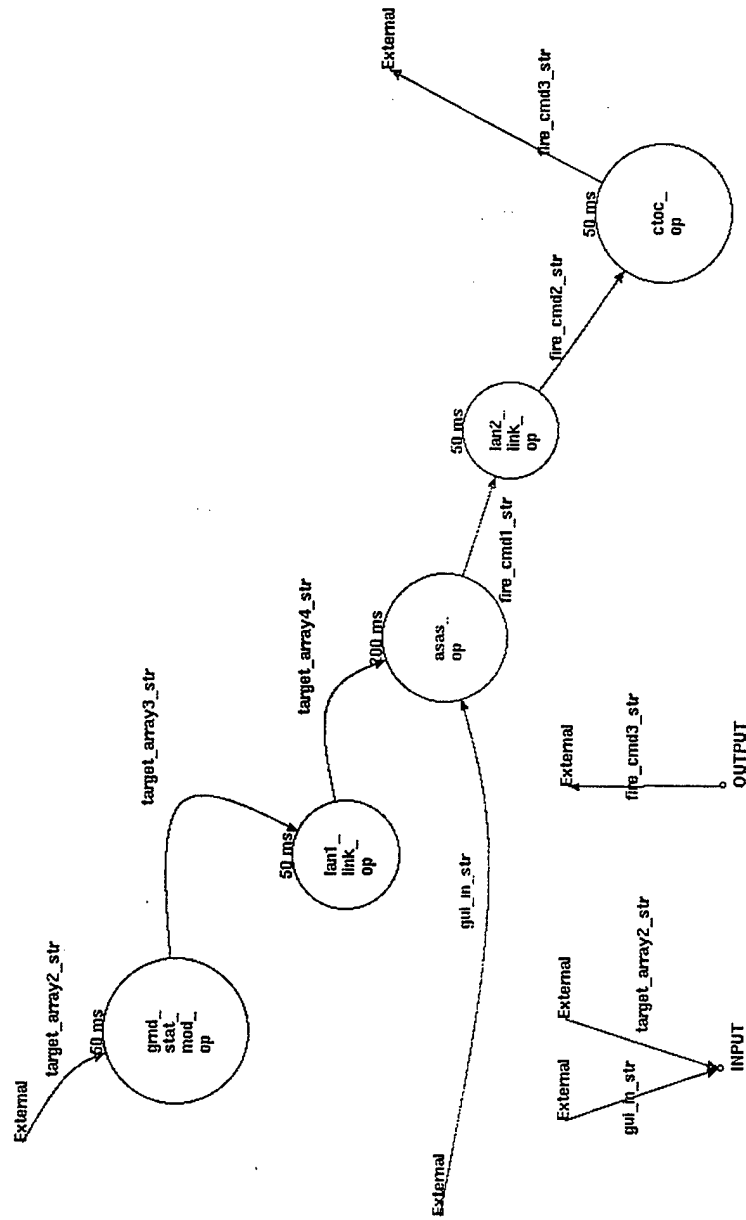 External
target_array2_str
50 ms
grnd_
stat_
mod_
op
target_array3_str
50 ms
lan1_
link_
op
target_array4_str
200 ms
asas_
op
External
gui_in_str
fire_cmd1_str
50 ms
lan2_
link_
op
fire_cmd2_str
50 ms
ctoc_
op
fire_cmd3_str
External
External
gui_in_str
External
target_array2_str
INPUT
External
fire_cmd3_str
OUTPUT